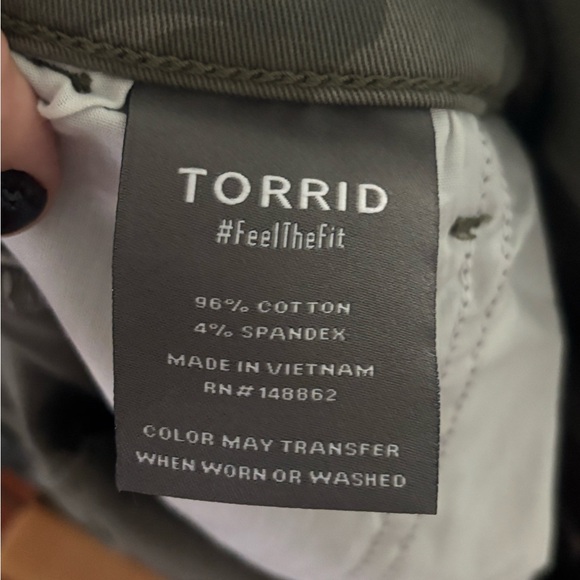 TORRID
#FeelTheFit
96% COTTON
4% SPANDEX
MADE IN VIETNAM
RN# 148862
COLOR MAY TRANSFER
WHEN WORN OR WASHED